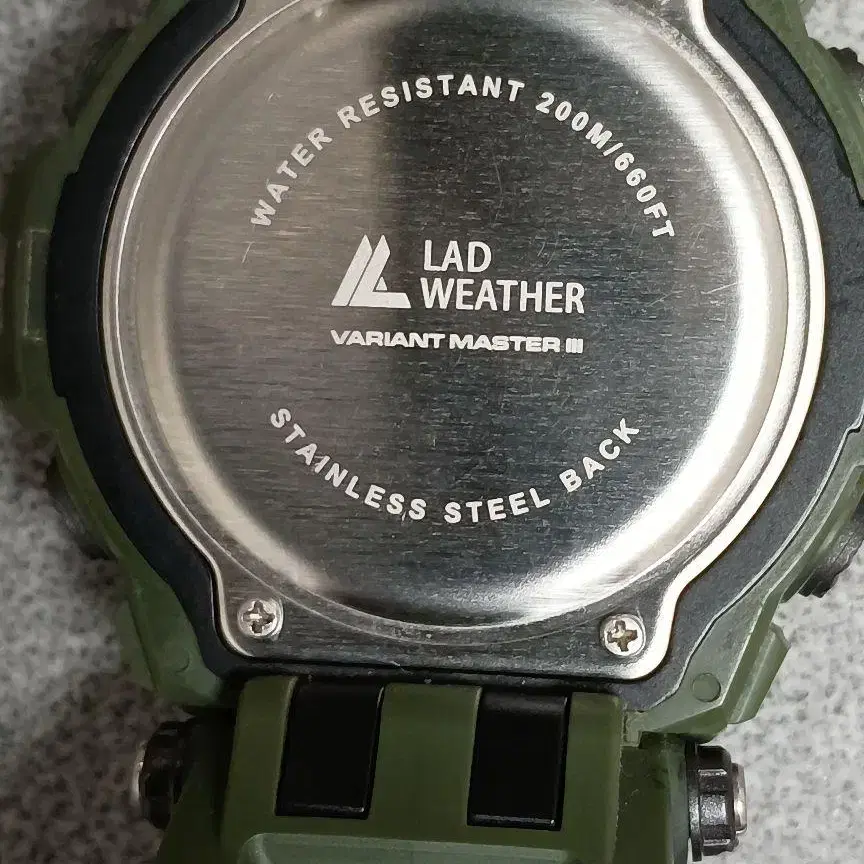 WATER RESISTANT 200M/660FT
LAD
WEATHER
VARIANT MASTER III
STAINLESS STEEL BACK